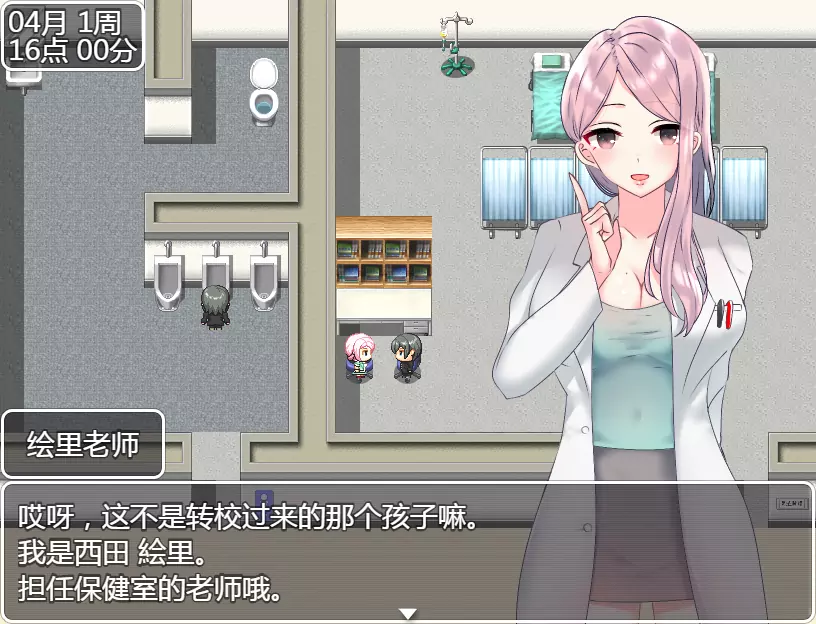 04月 1周
16点 00分
绘里老师
哎呀，这不是转校过来的那个孩子嘛。
我是西田 絵里。
担任保健室的老师哦。